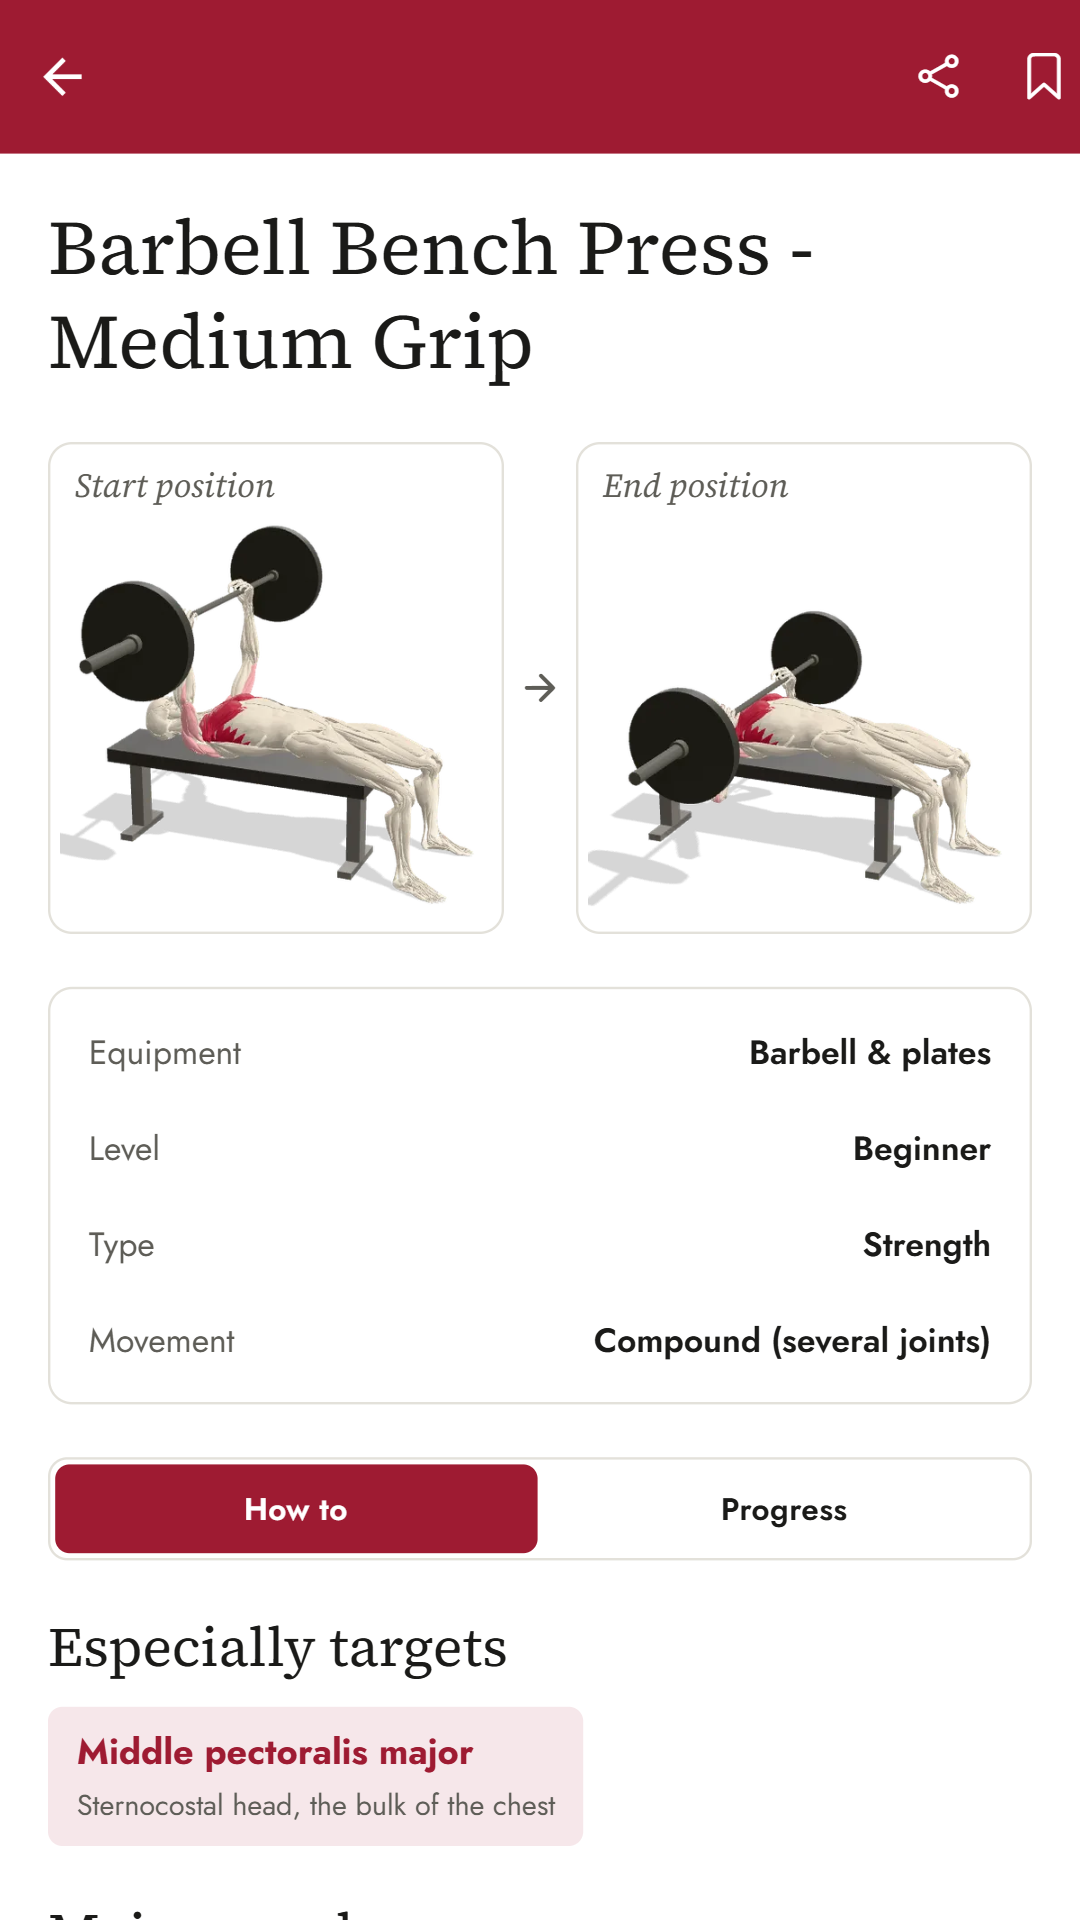 Barbell Bench Press -
Medium Grip
Start position
End position
Equipment
Barbell & plates
Level
Beginner
Type
Strength
Movement
Compound (several joints)
How to
Progress
Especially targets
Middle pectoralis major
Sternocostal head, the bulk of the chest